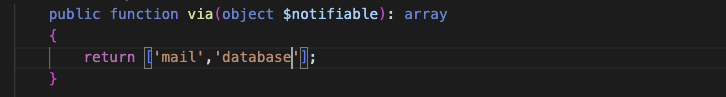 public function via(object $notifiable): array
{
return ['mail','database'];
}